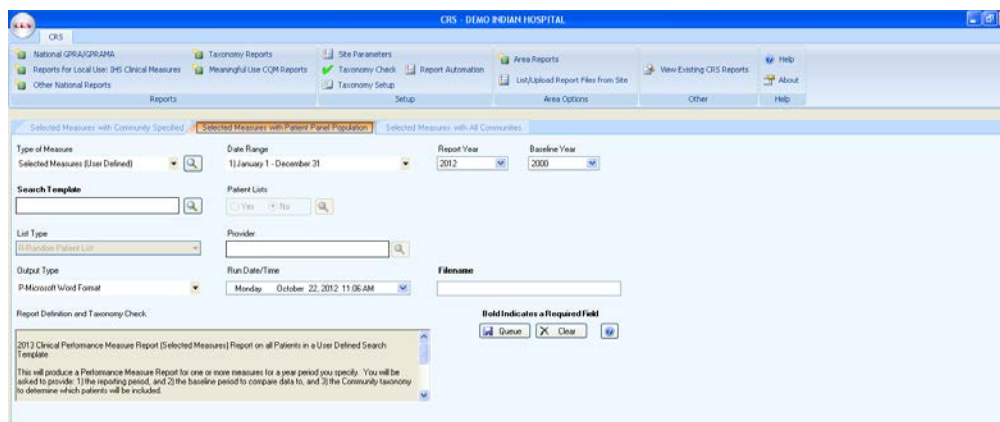 CRS - DEMO INDIAN HOSPITAL
CRS
National GPRA/GPRAMA
Reports for Local Use: IHS Clinical Measures
Other National Reports
Taxonomy Reports
Meaningful Use CQM Reports
Reports
Site Parameters
Taxonomy Check
Taxonomy Setup
Report Automation
Setup
Area Reports
List/Upload Report Files from Site
Area Options
View Existing CRS Reports
Other
Help
About
Help
Selected Measures with Community Specified
Selected Measures with Patient Panel Population
Selected Measures with All Communities
Type of Measure
Date Range
Report Year
Baseline Year
Selected Measures (User Defined)
1) January 1 - December 31
2012
2000
Search Template
Patient Lists
Yes
No
List Type
Provider
R-Random Patient List
Output Type
Run Date/Time
Filename
P-Microsoft Word Format
Monday October 22, 2012 11:06 AM
Report Definition and Taxonomy Check
Bold Indicates a Required Field
Queue
Clear
2013 Clinical Performance Measure Report (Selected Measures) Report on all Patients in a User Defined Search
Template
This will produce a Performance Measure Report for one or more measures for a year period you specify. You will be
asked to provide: 1) the reporting period, and 2) the baseline period to compare data to, and 3) the Community taxonomy
to determine which patients will be included.